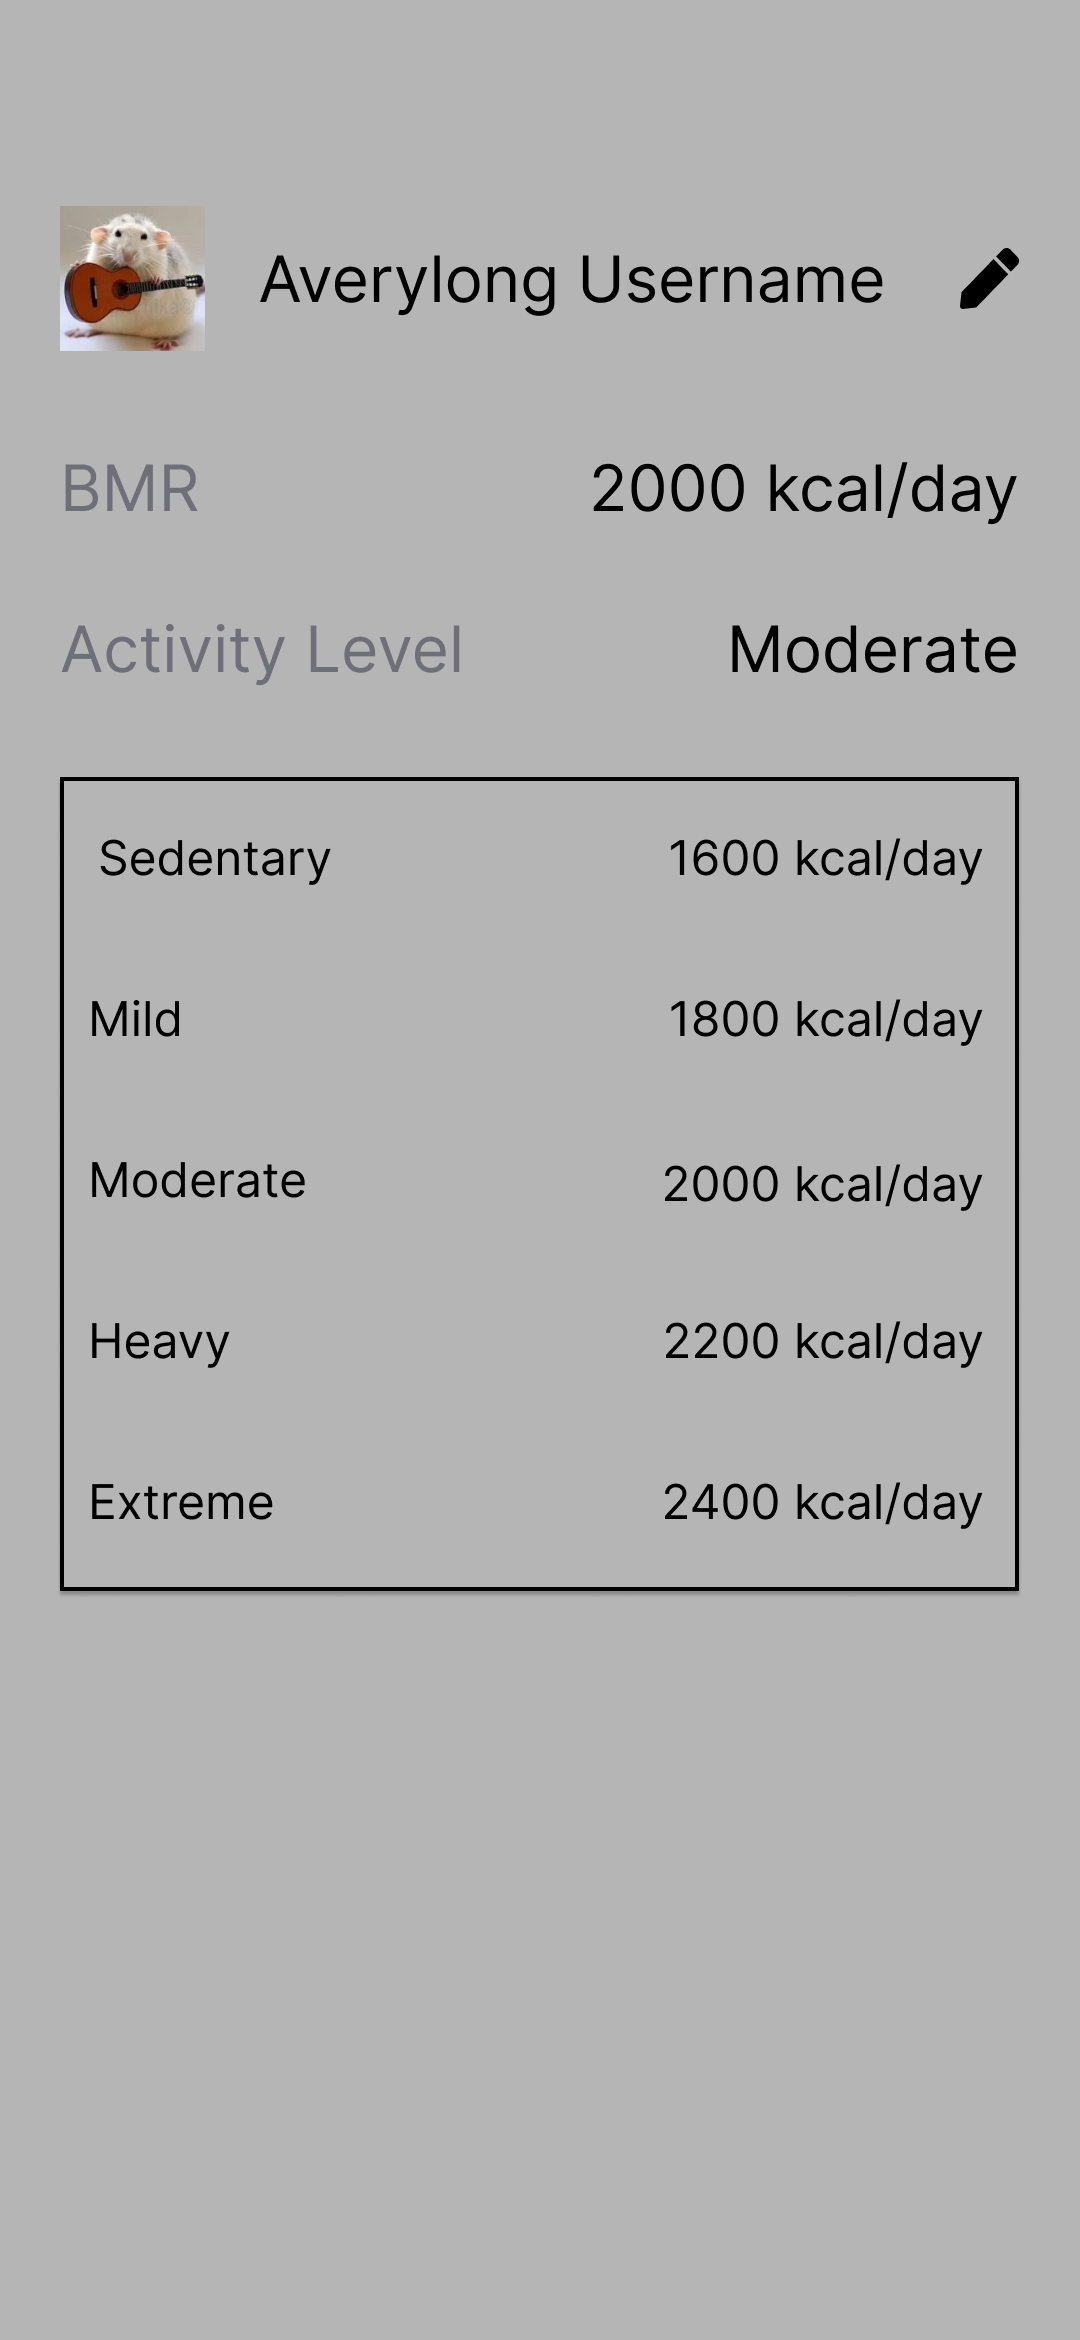 Averylong Username
BMR 2000 kcal/day
Activity Level Moderate
Sedentary 1600 kcal/day
Mild 1800 kcal/day
Moderate 2000 kcal/day
Heavy 2200 kcal/day
Extreme 2400 kcal/day